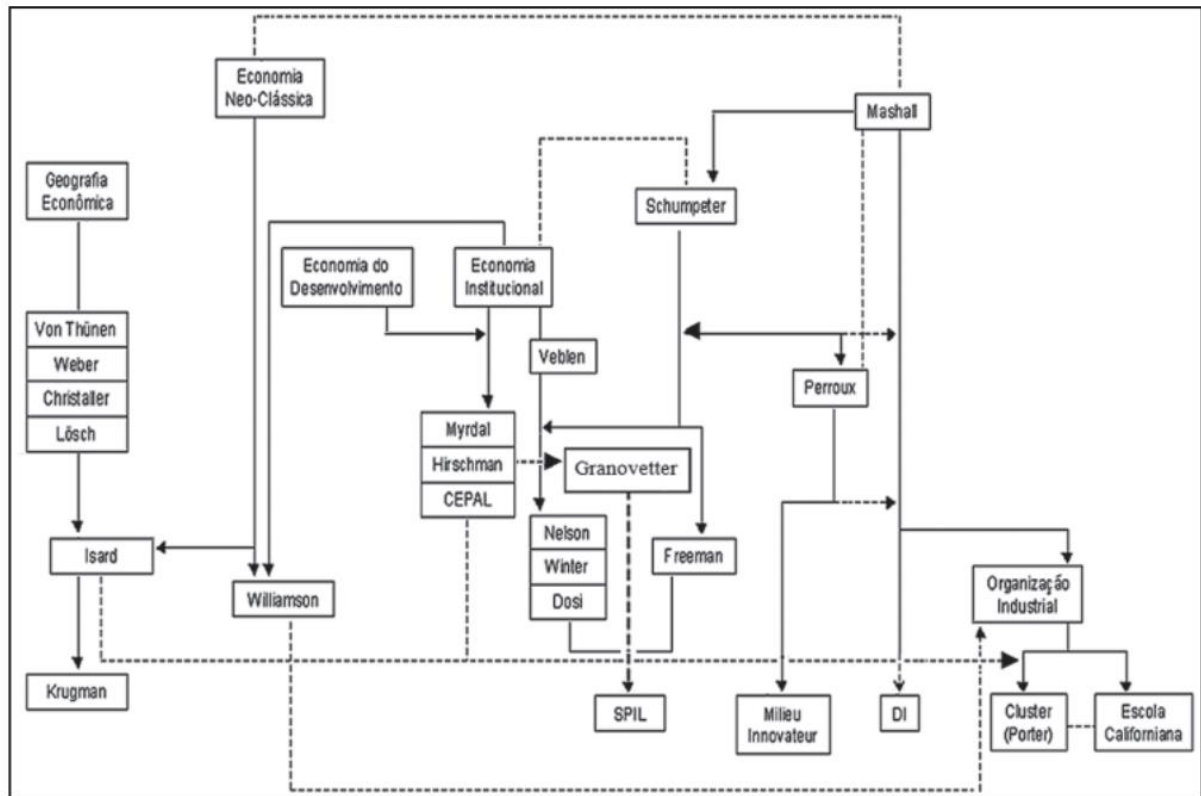 Economia
Neo-Clássica
Mashall
Geografia
Econômica
Schumpeter
Economia do
Desenvolvimento
Economia
Institucional
Von Thünen
Weber
Christaller
Lösch
Veblen
Perroux
Myrdal
Hirschman
CEPAL
Granovetter
Nelson
Winter
Dosi
Freeman
Isard
Williamson
Organização
Industrial
Krugman
SPIL
Milieu
Innovateur
DI
Cluster
(Porter)
Escola
Californiana